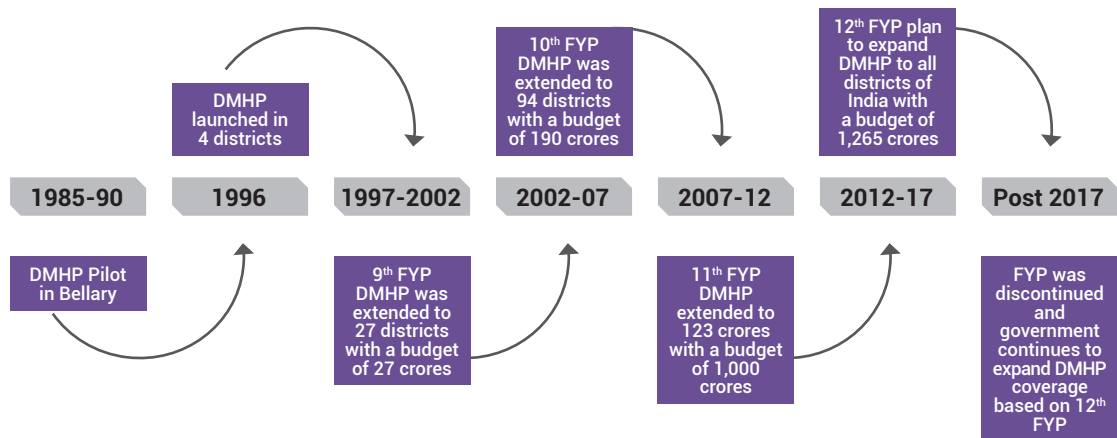 DMHP
launched in
4 districts
10th FYP
DMHP was
extended to
94 districts
with a budget
of 190 crores
12th FYP plan
to expand
DMHP to all
districts of
India with
a budget of
1,265 crores
1985-90
1996
1997-2002
2002-07
2007-12
2012-17
Post 2017
DMHP Pilot
in Bellary
9th FYP
DMHP was
extended to
27 districts
with a budget
of 27 crores
11th FYP
DMHP
extended to
123 crores
with a budget
of 1,000
crores
FYP was
discontinued
and
government
continues to
expand DMHP
coverage
based on 12th
FYP